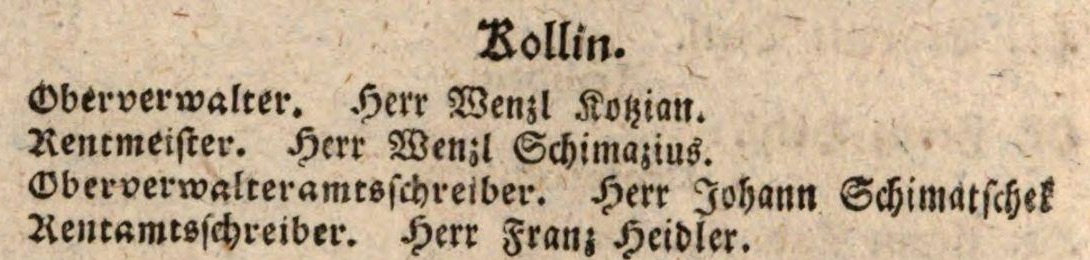 Kollin.
Oberverwalter. Herr Wenzl Kotzian.
Rentmeister. Herr Wenzl Schimazius.
Oberverwalteramtsschreiber. Herr Johann Schimatschek
Rentamtsschreiber. Herr Franz Heidler.